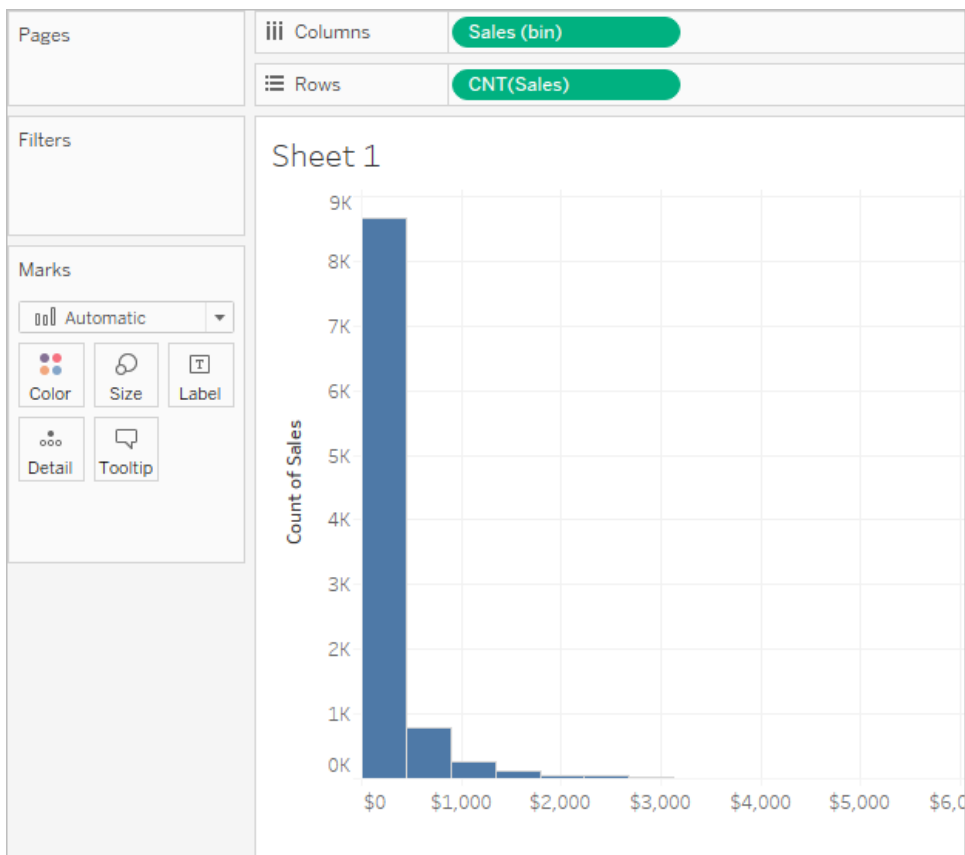 Pages
Columns
Sales (bin)
Rows
CNT(Sales)
Filters
Marks
Automatic
Color
Size
T
Label
Detail
Tooltip
Sheet 1
Count of Sales
9K
8K
7K
6K
5K
4K
3K
2K
1K
0K
$0 $1,000 $2,000 $3,000 $4,000 $5,000 $6,0